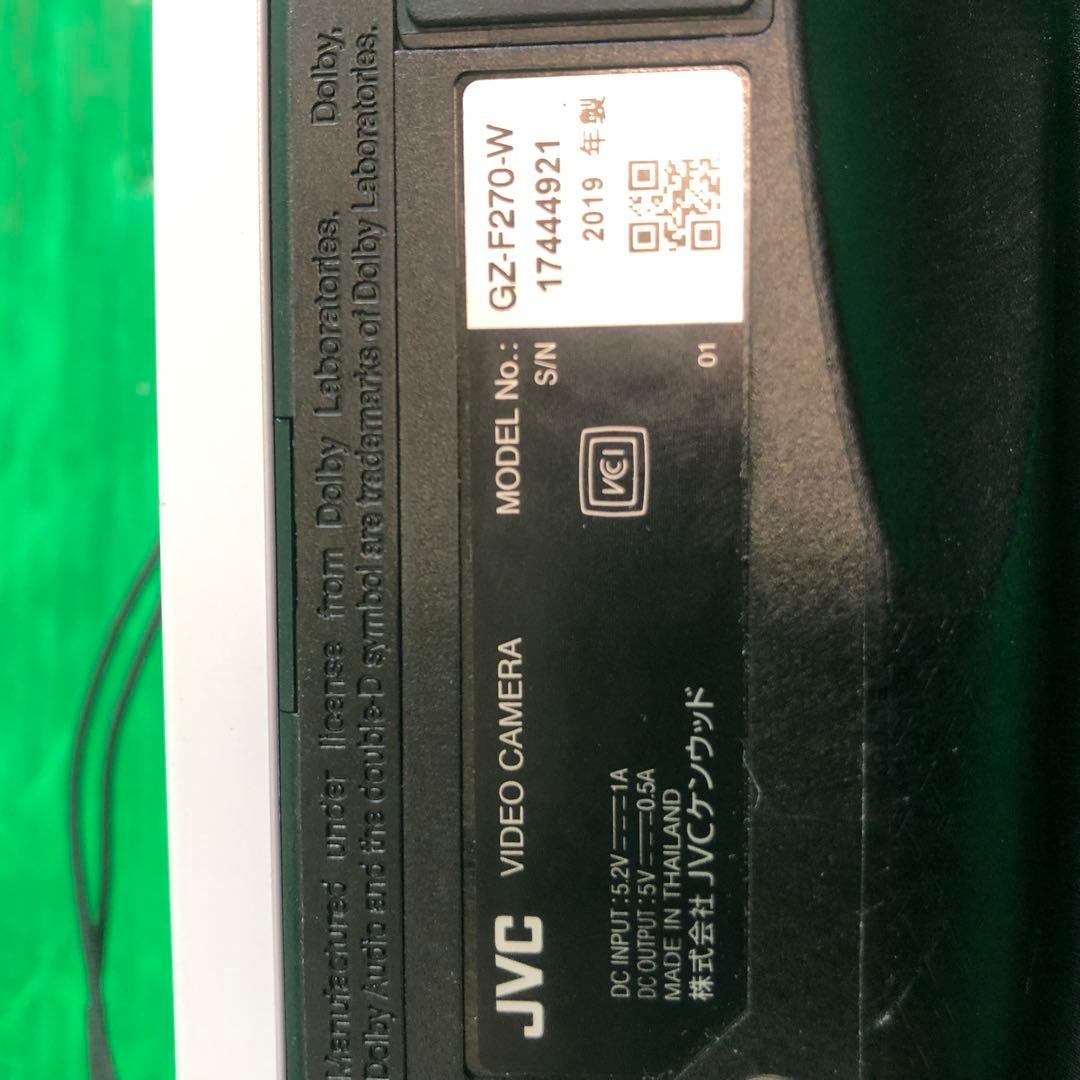 Manufactured under license from Dolby Laboratories. Dolby,
Dolby Audio and the double-D symbol are trademarks of Dolby Laboratories.
JVC VIDEO CAMERA
MODEL No.: GZ-F270-W
S/N 17444921
2019 年製
VCI
DC INPUT : 5.2V⎓1A
DC OUTPUT : 5V⎓0.5A
MADE IN THAILAND
株式会社 JVCケンウッド
01